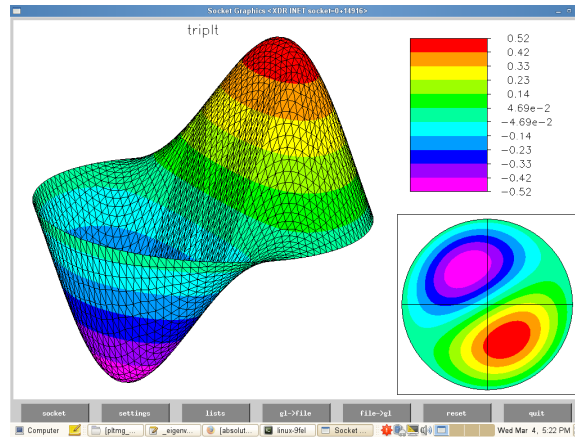 Socket Graphics <XDR INET socket-0+14916>
triplt
0.52
0.42
0.33
0.23
0.14
4.69e-2
-4.69e-2
-0.14
-0.23
-0.33
-0.42
-0.52
socket settings lists gl->file file->gl reset quit
Computer [pltmg_... _eigenv... [absolut... linux-9fel Socket ... Wed Mar 4, 5:22 PM